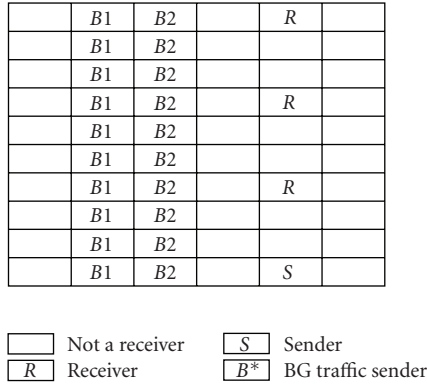 B1 B2 R
B1 B2
B1 B2
B1 B2 R
B1 B2
B1 B2
B1 B2 R
B1 B2
B1 B2
B1 B2 S
Not a receiver S Sender
R Receiver B* BG traffic sender